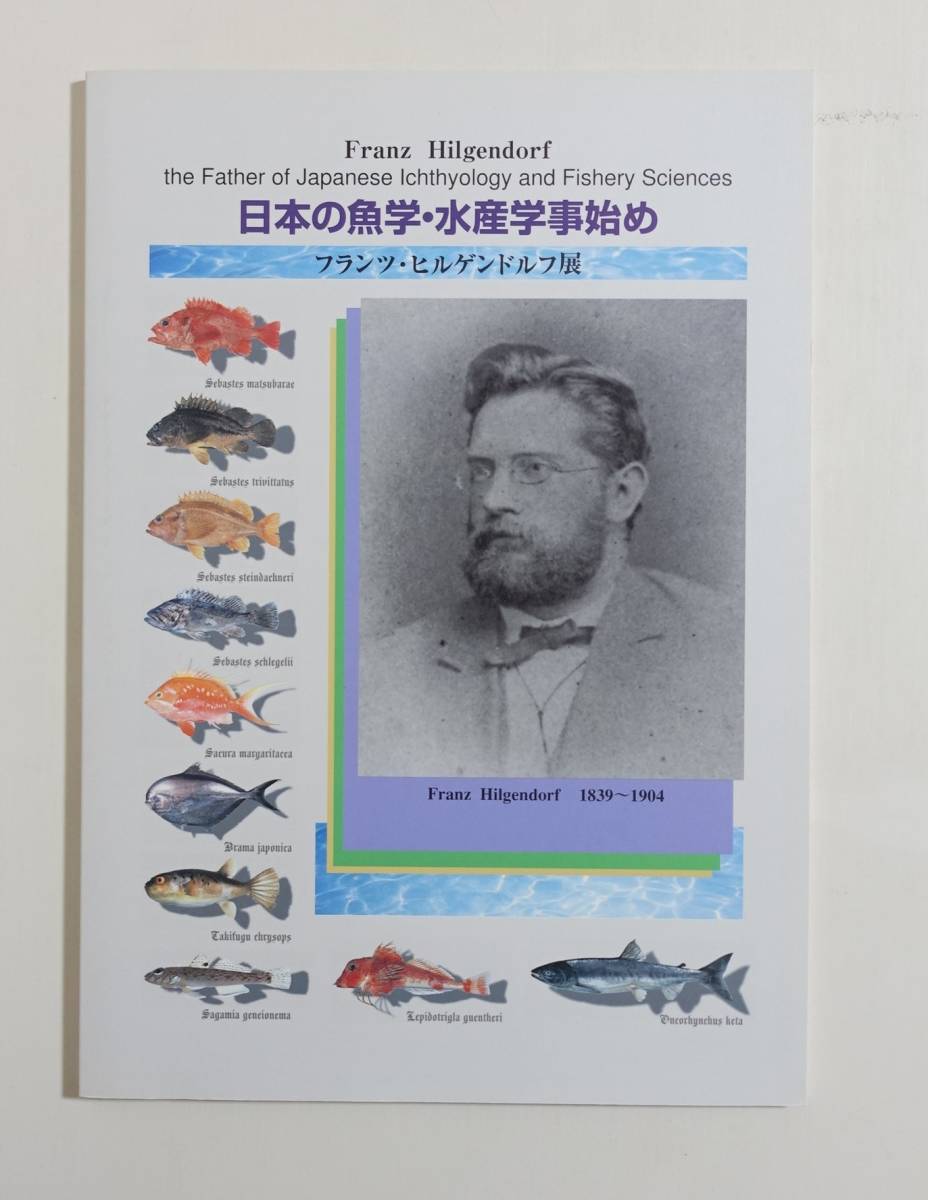 Franz Hilgendorf
the Father of Japanese Ichthyology and Fishery Sciences
日本の魚学・水産学事始め
フランツ・ヒルゲンドルフ展
Sebastes matsubarae
Sebastes trivittatus
Sebastes steindachneri
Sebastes schlegelii
Sacura margaritacea
Brama japonica
Takifugu chrysops
Sagamia geneionema
Lepidotrigla guentheri
Oncorhynchus keta
Franz Hilgendorf 1839〜1904